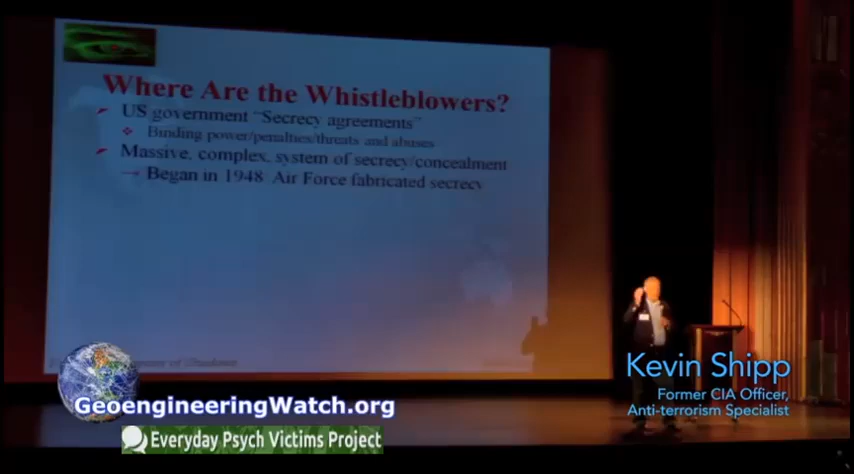 Where Are the Whistleblowers?
US government "Secrecy agreements"
Binding power/penalties/threats and abuses
Massive, complex, system of secrecy/concealment
→ Began in 1948 Air Force fabricated secrecy
of Shadows
Kevin Shipp
Former CIA Officer,
Anti-terrorism Specialist
GeoengineeringWatch.org
Everyday Psych Victims Project